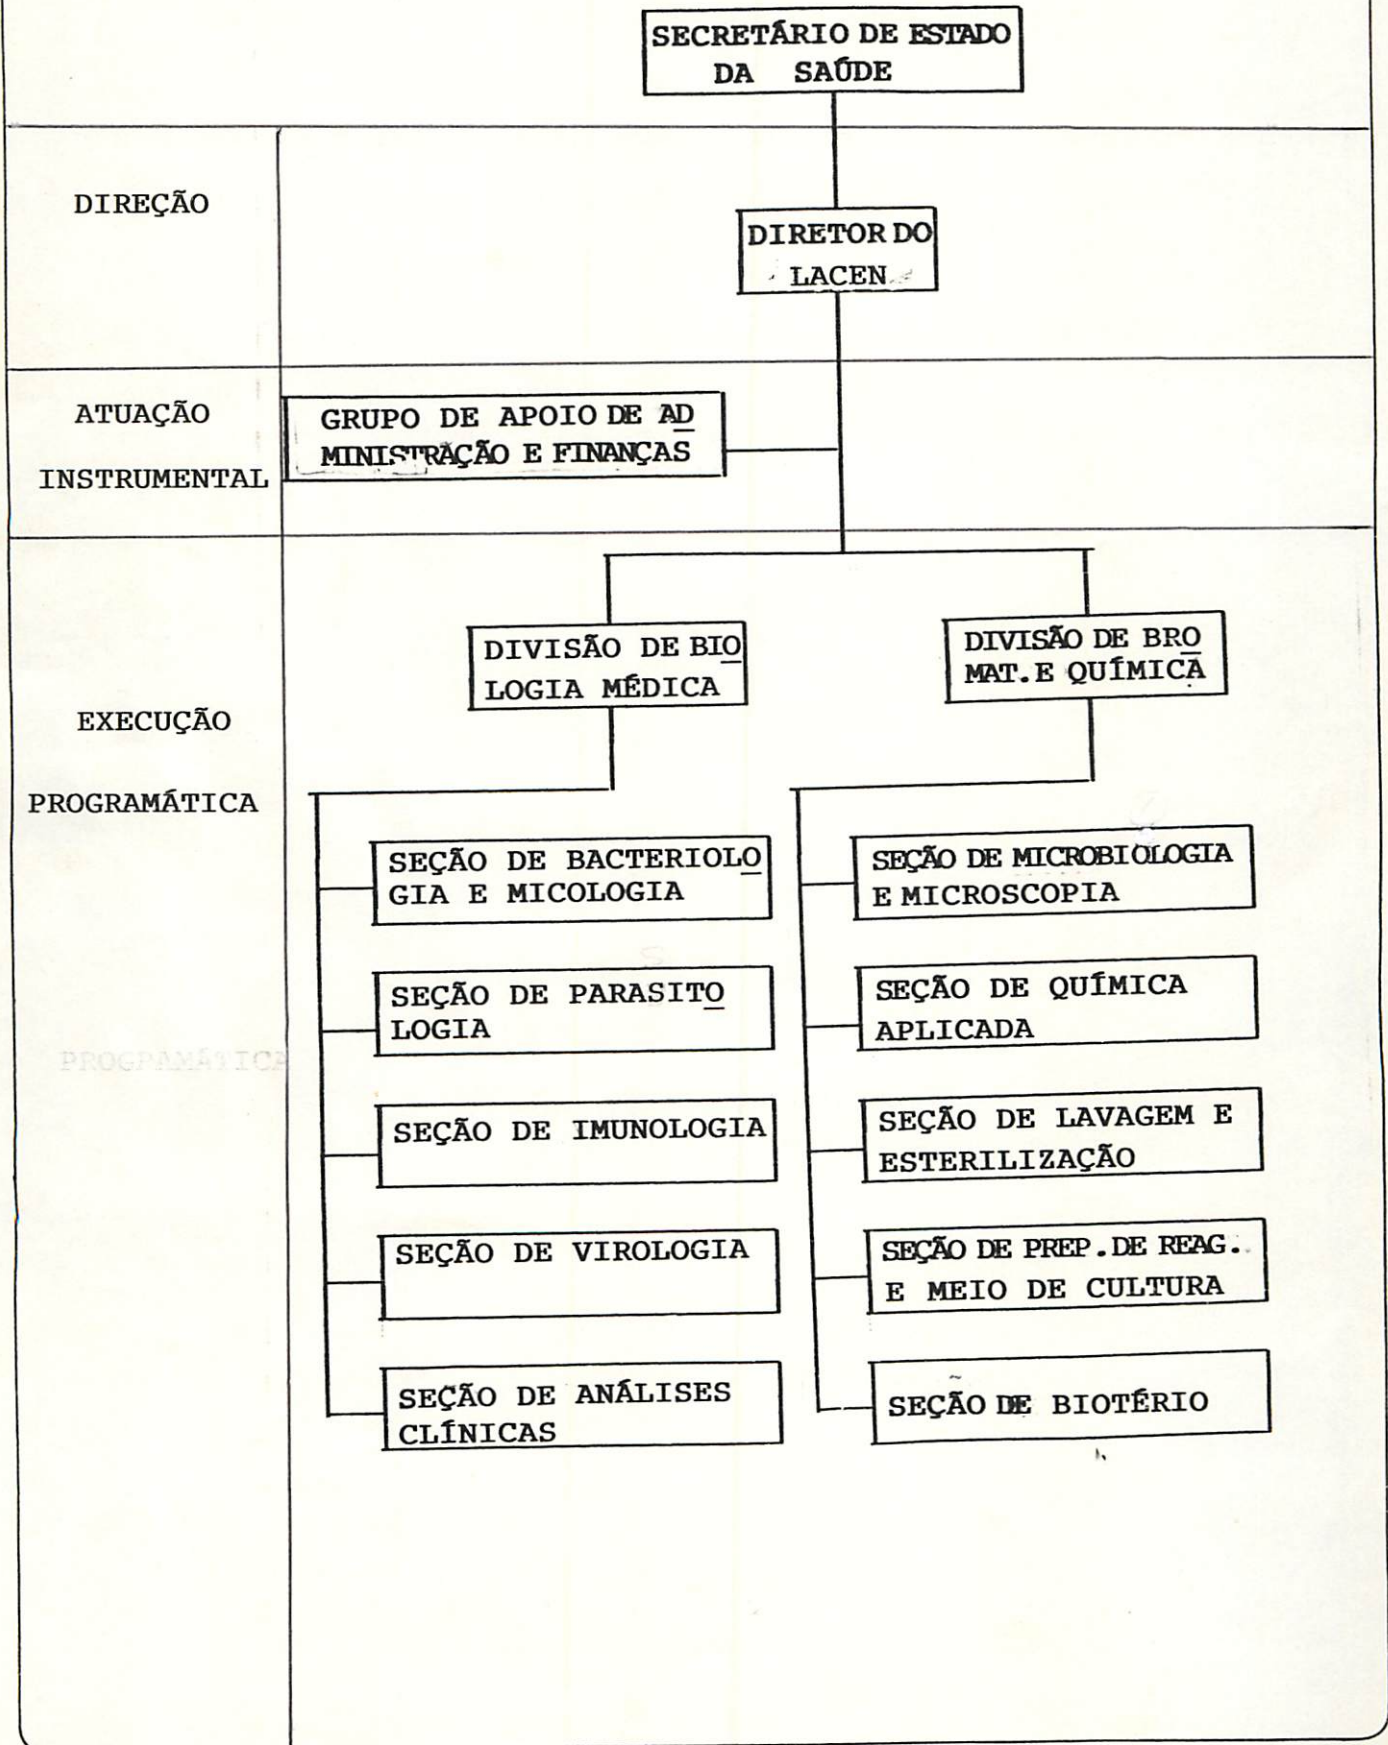 SECRETÁRIO DE ESTADO
DA SAÚDE
DIREÇÃO
DIRETOR DO
LACEN
ATUAÇÃO
INSTRUMENTAL
GRUPO DE APOIO DE AD
MINISTRAÇÃO E FINANÇAS
EXECUÇÃO
PROGRAMÁTICA
DIVISÃO DE BIO
LOGIA MÉDICA
DIVISÃO DE BRO
MAT.E QUÍMICA
SEÇÃO DE BACTERIOLO
GIA E MICOLOGIA
SEÇÃO DE PARASITO
LOGIA
SEÇÃO DE IMUNOLOGIA
SEÇÃO DE VIROLOGIA
SEÇÃO DE ANÁLISES
CLÍNICAS
SEÇÃO DE MICROBIOLOGIA
E MICROSCOPIA
SEÇÃO DE QUÍMICA
APLICADA
SEÇÃO DE LAVAGEM E
ESTERILIZAÇÃO
SEÇÃO DE PREP.DE REAG.
E MEIO DE CULTURA
SEÇÃO DE BIOTÉRIO
PROGRAMÁTICA